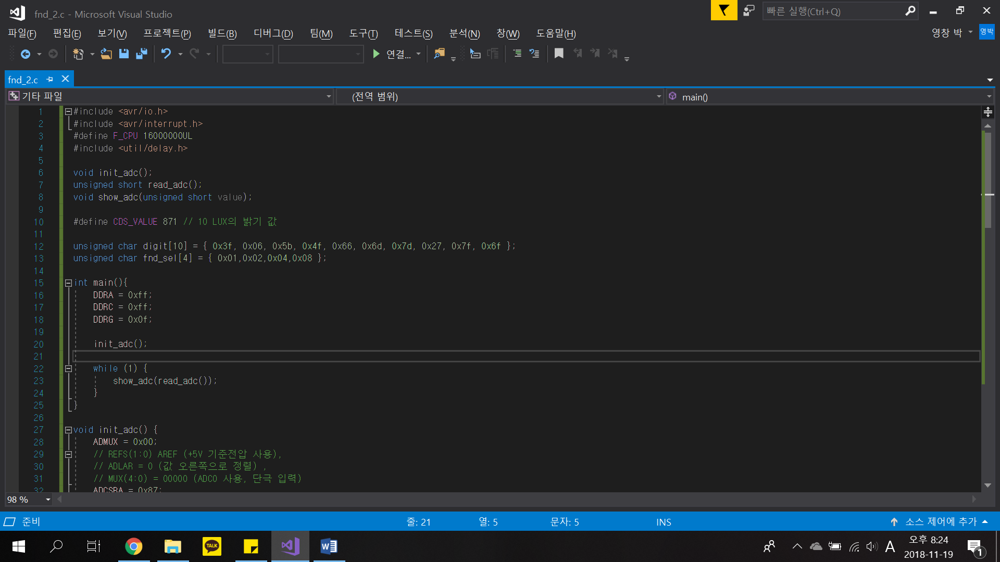 fnd_2.c - Microsoft Visual Studio
빠른 실행(Ctrl+Q)
파일(F) 편집(E) 보기(V) 프로젝트(P) 빌드(B) 디버그(D) 팀(M) 도구(T) 테스트(S) 분석(N) 창(W) 도움말(H)
영창 박 영박
연결...
fnd_2.c
기타 파일 (전역 범위) main()
1 #include <avr/io.h>
2 #include <avr/interrupt.h>
3 #define F_CPU 16000000UL
4 #include <util/delay.h>
5
6 void init_adc();
7 unsigned short read_adc();
8 void show_adc(unsigned short value);
9
10 #define CDS_VALUE 871 // 10 LUX의 밝기 값
11
12 unsigned char digit[10] = { 0x3f, 0x06, 0x5b, 0x4f, 0x66, 0x6d, 0x7d, 0x27, 0x7f, 0x6f };
13 unsigned char fnd_sel[4] = { 0x01,0x02,0x04,0x08 };
14
15 int main(){
16 DDRA = 0xff;
17 DDRC = 0xff;
18 DDRG = 0x0f;
19
20 init_adc();
21
22 while (1) {
23 show_adc(read_adc());
24 }
25 }
26
27 void init_adc() {
28 ADMUX = 0x00;
29 // REFS(1:0) AREF (+5V 기준전압 사용),
30 // ADLAR = 0 (값 오른쪽으로 정렬) ,
31 // MUX(4:0) = 00000 (ADC0 사용, 단극 입력)
32 ADCSRA = 0x87;
98 %
준비 줄: 21 열: 5 문자: 5 INS 소스 제어에 추가
TALK
A
오후 8:24
2018-11-19
1